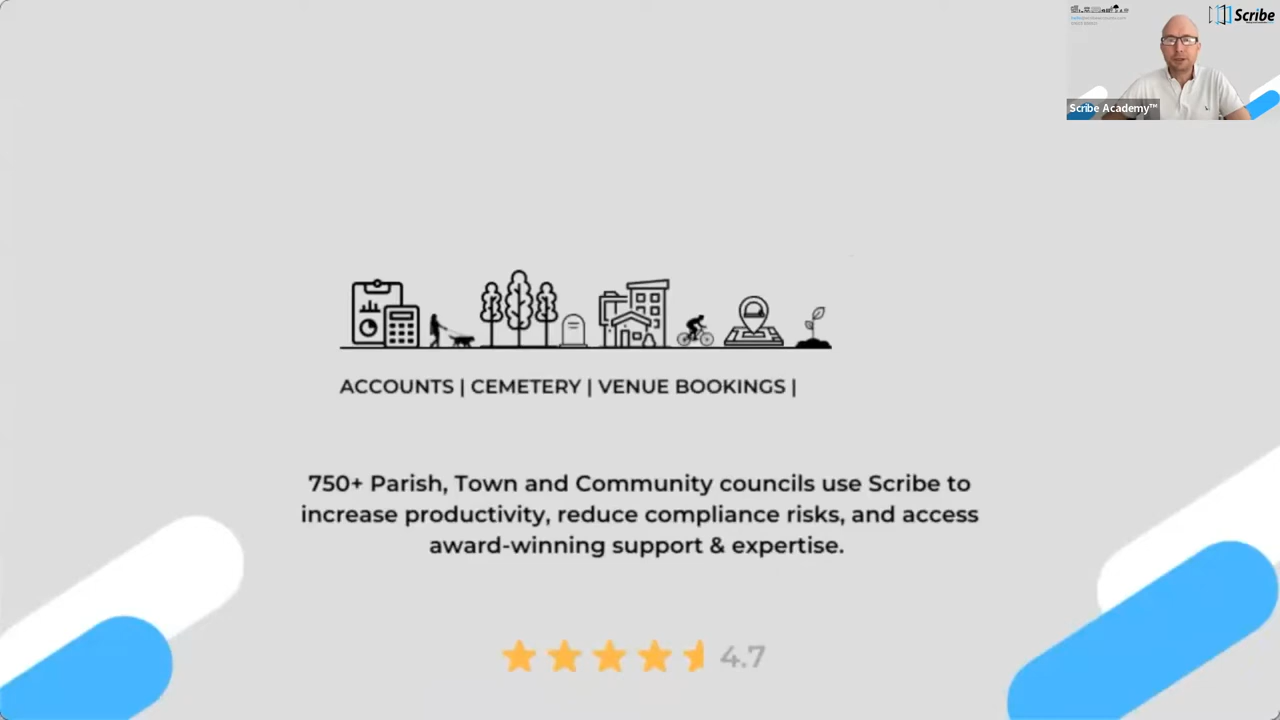 Scribe
Scribe Academy™
ACCOUNTS | CEMETERY | VENUE BOOKINGS |
750+ Parish, Town and Community councils use Scribe to
increase productivity, reduce compliance risks, and access
award-winning support & expertise.
4.7